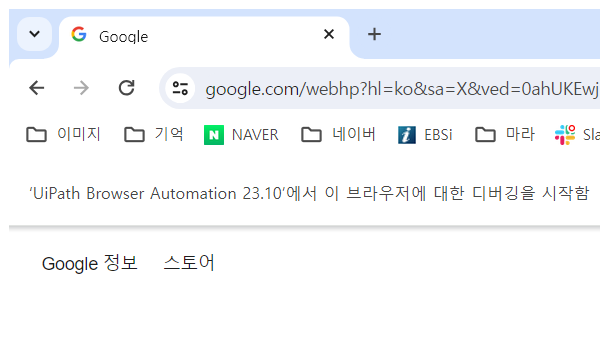 Google
google.com/webhp?hl=ko&sa=X&ved=0ahUKEwj
이미지 기억 NAVER 네이버 EBSi 마라 Sla
'UiPath Browser Automation 23.10'에서 이 브라우저에 대한 디버깅을 시작함
Google 정보 스토어